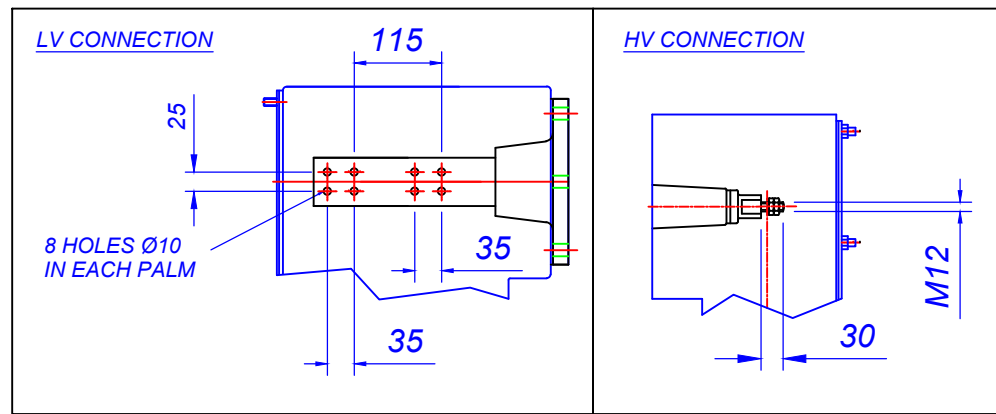 LV CONNECTION
115
25
8 HOLES Ø10
IN EACH PALM
35
35
HV CONNECTION
M12
30